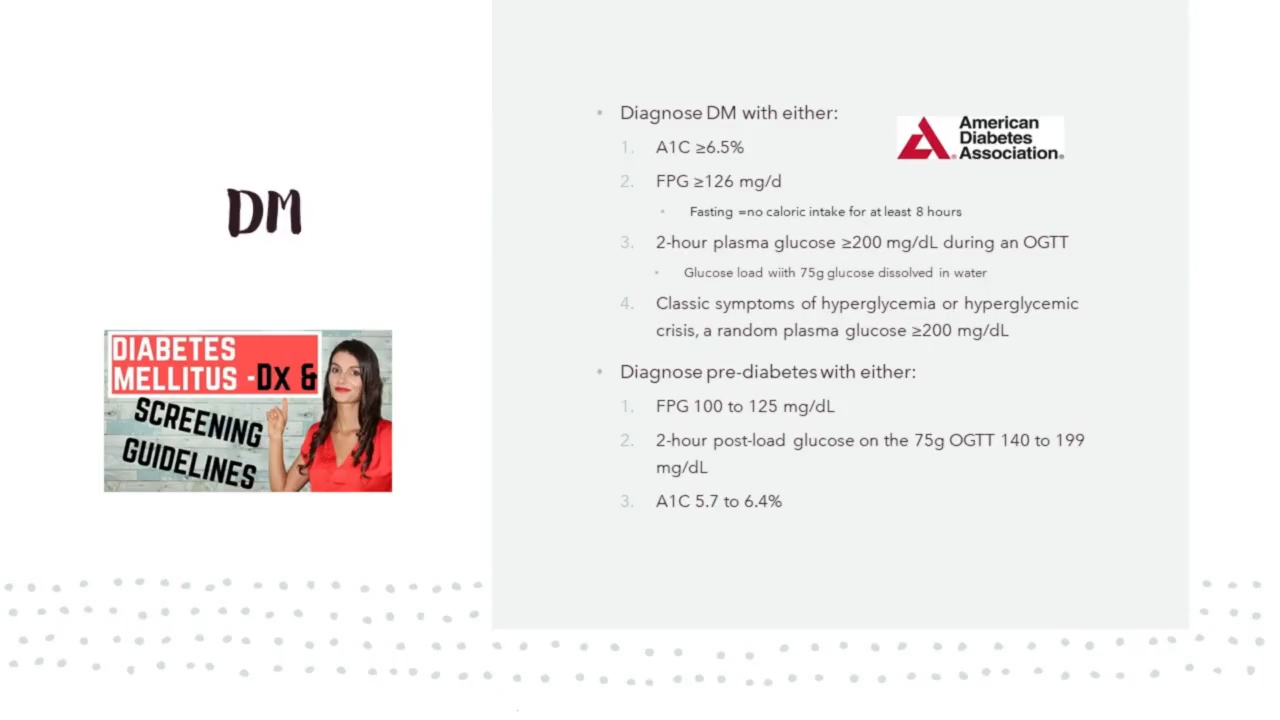 DM
DIABETES
MELLITUS -Dx &
SCREENING
GUIDELINES
• Diagnose DM with either:
American
Diabetes
Association®
1. A1C ≥6.5%
2. FPG ≥126 mg/d
• Fasting =no caloric intake for at least 8 hours
3. 2-hour plasma glucose ≥200 mg/dL during an OGTT
• Glucose load wiith 75g glucose dissolved in water
4. Classic symptoms of hyperglycemia or hyperglycemic
crisis, a random plasma glucose ≥200 mg/dL
• Diagnose pre-diabetes with either:
1. FPG 100 to 125 mg/dL
2. 2-hour post-load glucose on the 75g OGTT 140 to 199
mg/dL
3. A1C 5.7 to 6.4%